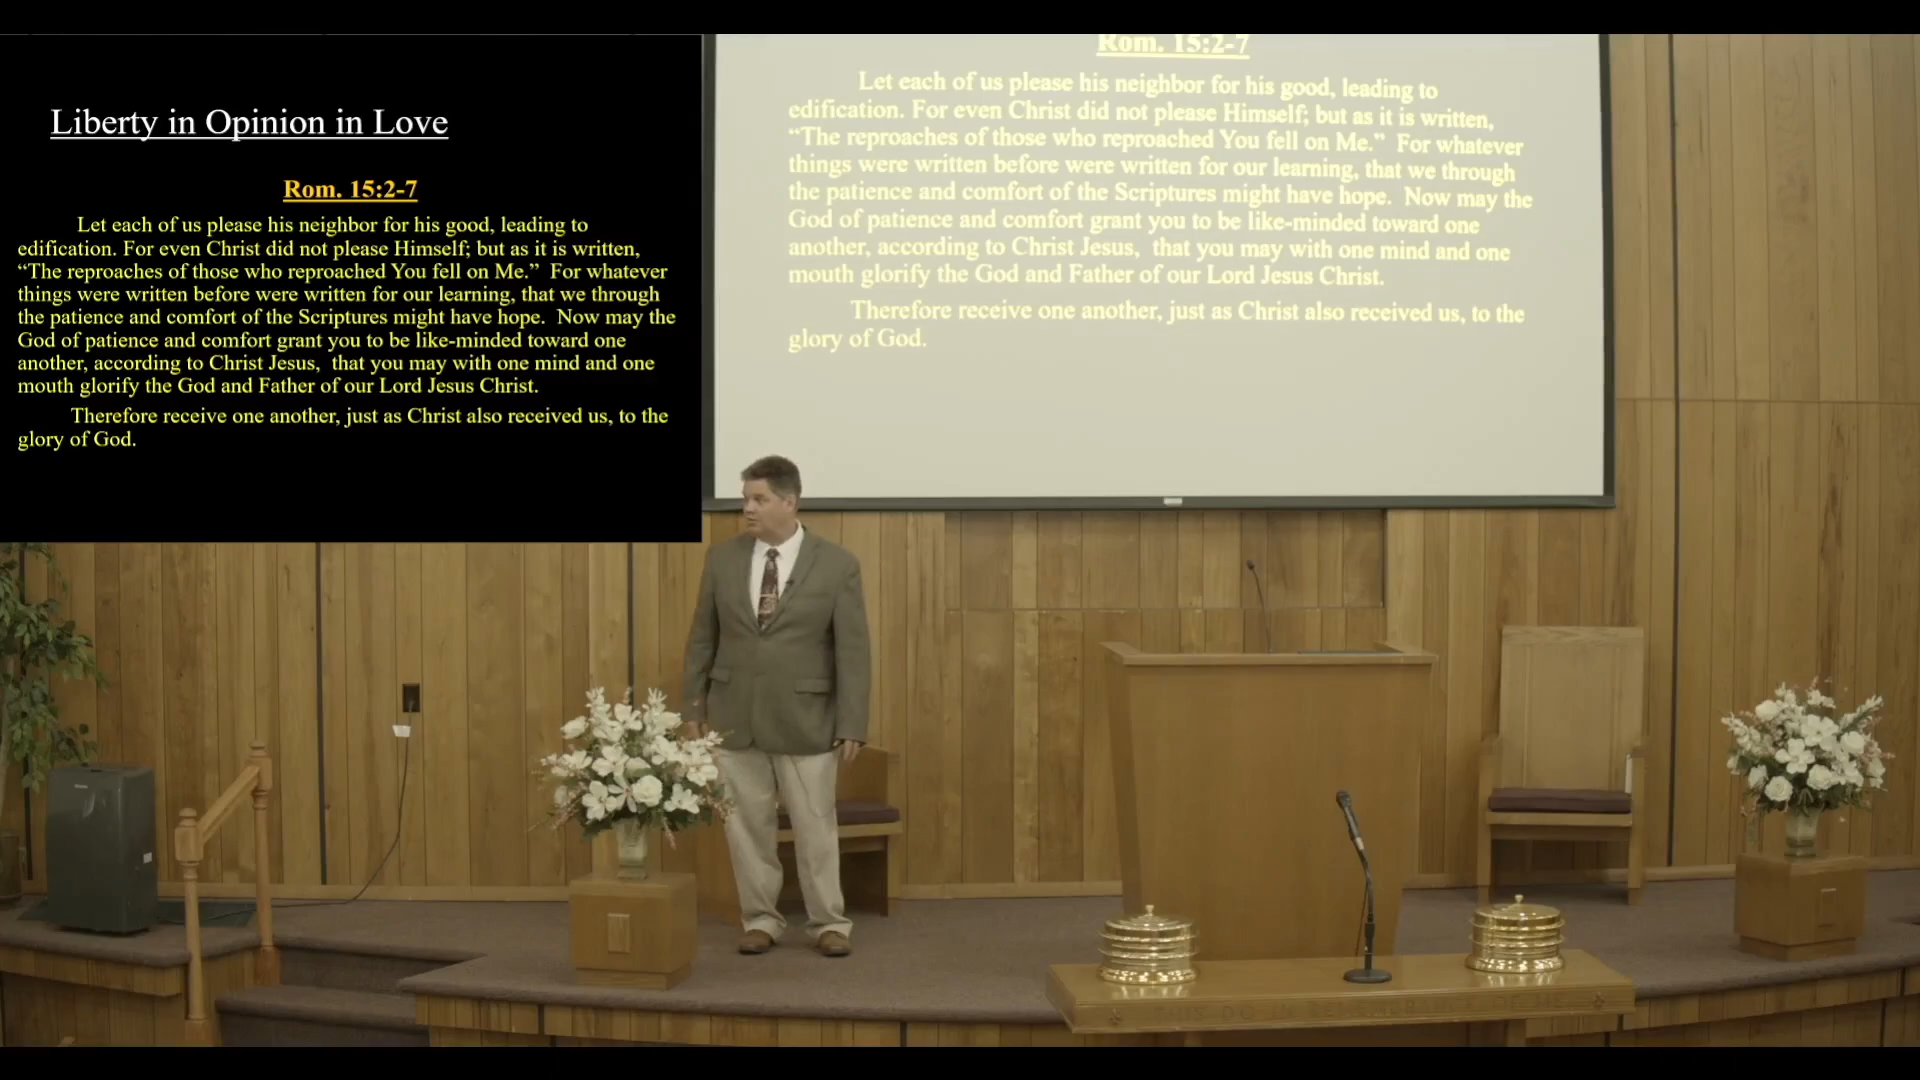 Liberty in Opinion in Love
Rom. 15:2-7
Let each of us please his neighbor for his good, leading to
edification. For even Christ did not please Himself; but as it is written,
“The reproaches of those who reproached You fell on Me.”  For whatever
things were written before were written for our learning, that we through
the patience and comfort of the Scriptures might have hope.  Now may the
God of patience and comfort grant you to be like-minded toward one
another, according to Christ Jesus,  that you may with one mind and one
mouth glorify the God and Father of our Lord Jesus Christ.
Therefore receive one another, just as Christ also received us, to the
glory of God.
Rom. 15:2-7
Let each of us please his neighbor for his good, leading to
edification. For even Christ did not please Himself; but as it is written,
“The reproaches of those who reproached You fell on Me.”  For whatever
things were written before were written for our learning, that we through
the patience and comfort of the Scriptures might have hope.  Now may the
God of patience and comfort grant you to be like-minded toward one
another, according to Christ Jesus,  that you may with one mind and one
mouth glorify the God and Father of our Lord Jesus Christ.
Therefore receive one another, just as Christ also received us, to the
glory of God.
THIS DO IN REMEMBRANCE OF ME